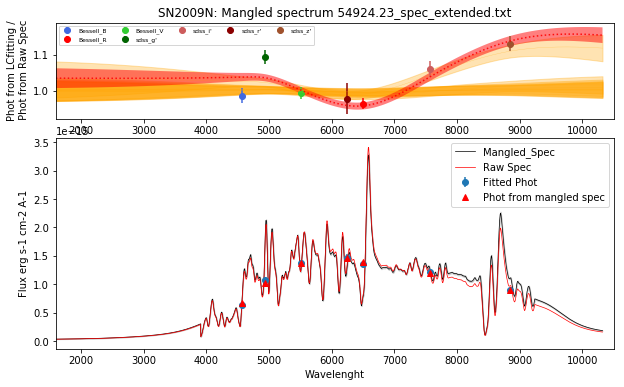 SN2009N: Mangled spectrum 54924.23_spec_extended.txt
Phot from LCfitting /
Phot from Raw Spec
Bessell_B
Bessell_R
Bessell_V
sdss_g'
sdss_i'
sdss_r'
sdss_z'
1.1
1.0
2000 3000 4000 5000 6000 7000 8000 9000 10000
Flux erg s-1 cm-2 A-1
3.5
3.0
2.5
2.0
1.5
1.0
0.5
0.0
Mangled_Spec
Raw Spec
Fitted Phot
Phot from mangled spec
2000 3000 4000 5000 6000 7000 8000 9000 10000
Wavelenght